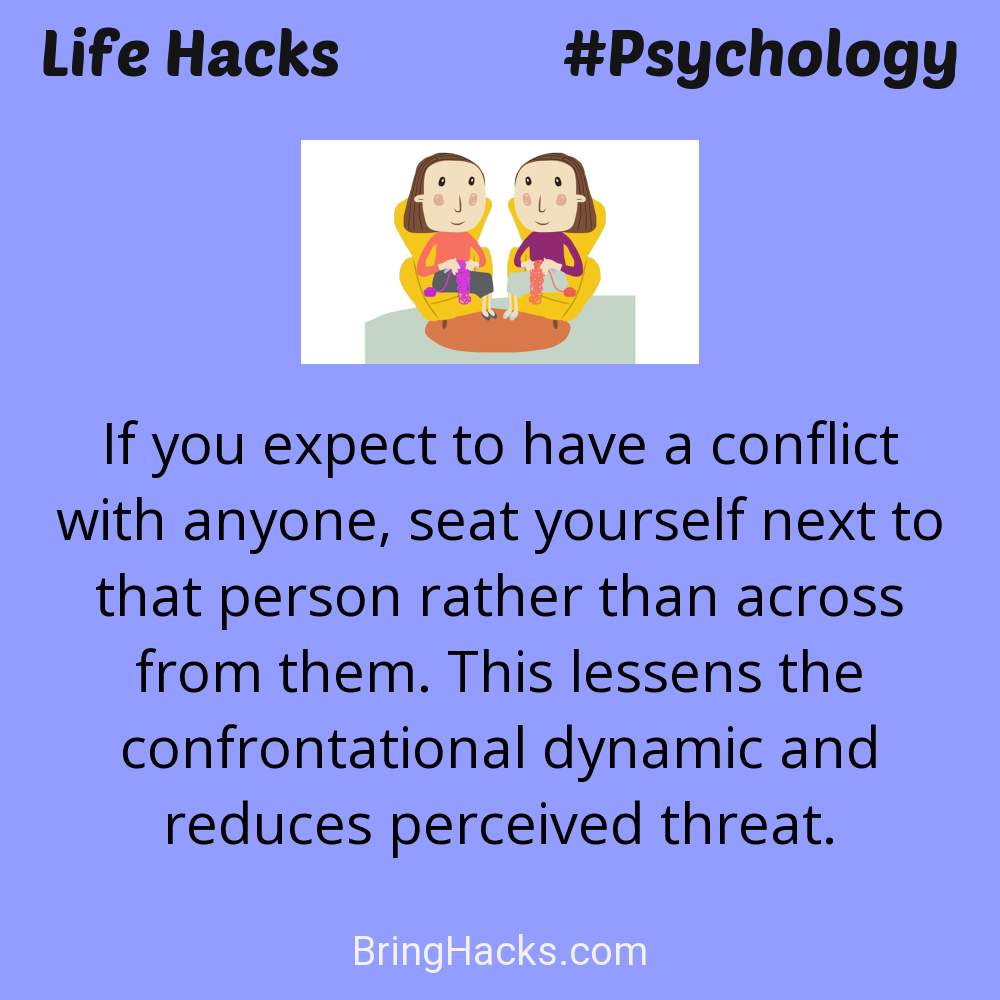 Life Hacks #Psychology
If you expect to have a conflict
with anyone, seat yourself next to
that person rather than across
from them. This lessens the
confrontational dynamic and
reduces perceived threat.
BringHacks.com